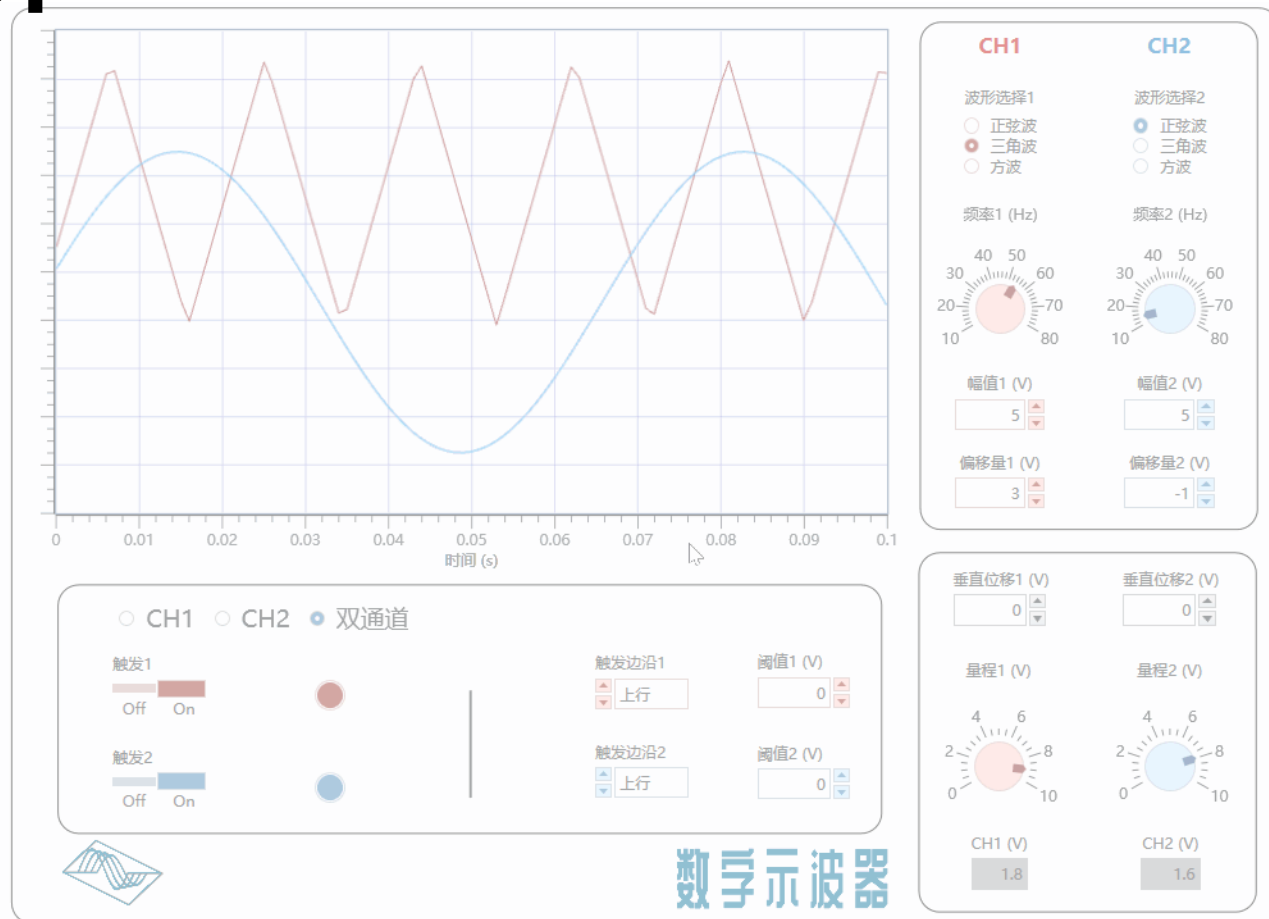 CH1 CH2
波形选择1 波形选择2
正弦波 正弦波
三角波 三角波
方波 方波
频率1 (Hz) 频率2 (Hz)
40 50 40 50
30 60 30 60
20 70 20 70
10 80 10 80
幅值1 (V) 幅值2 (V)
5 5
偏移量1 (V) 偏移量2 (V)
3 -1
0 0.01 0.02 0.03 0.04 0.05 0.06 0.07 0.08 0.09 0.1
时间 (s)
垂直位移1 (V) 垂直位移2 (V)
0 0
量程1 (V) 量程2 (V)
4 6 4 6
2 8 2 8
0 10 0 10
CH1 (V) CH2 (V)
1.8 1.6
CH1 CH2 双通道
触发1 触发边沿1 阈值1 (V)
上行 0
Off On
触发2 触发边沿2 阈值2 (V)
上行 0
Off On
数字示波器